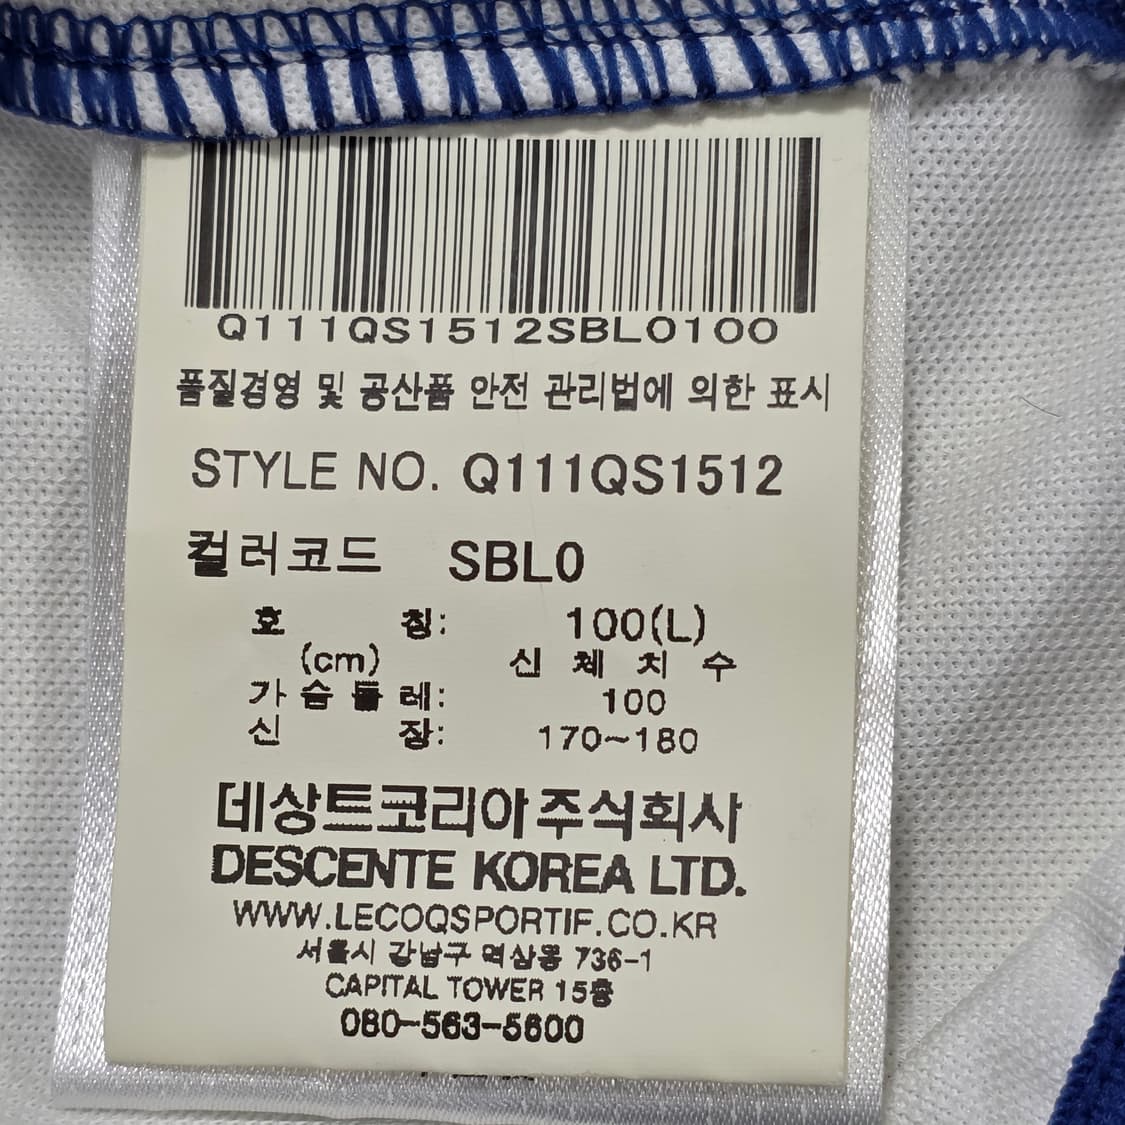 Q111QS1512SBL0100
품질경영 및 공산품 안전 관리법에 의한 표시
STYLE NO. Q111QS1512
컬러코드 SBL0
호 칭: 100(L)
(cm) 신 체 치 수
가 슴 둘 레: 100
신 장: 170~180
데상트코리아주식회사
DESCENTE KOREA LTD.
WWW.LECOQSPORTIF.CO.KR
서울시 강남구 역삼동 736-1
CAPITAL TOWER 15층
080-563-5600